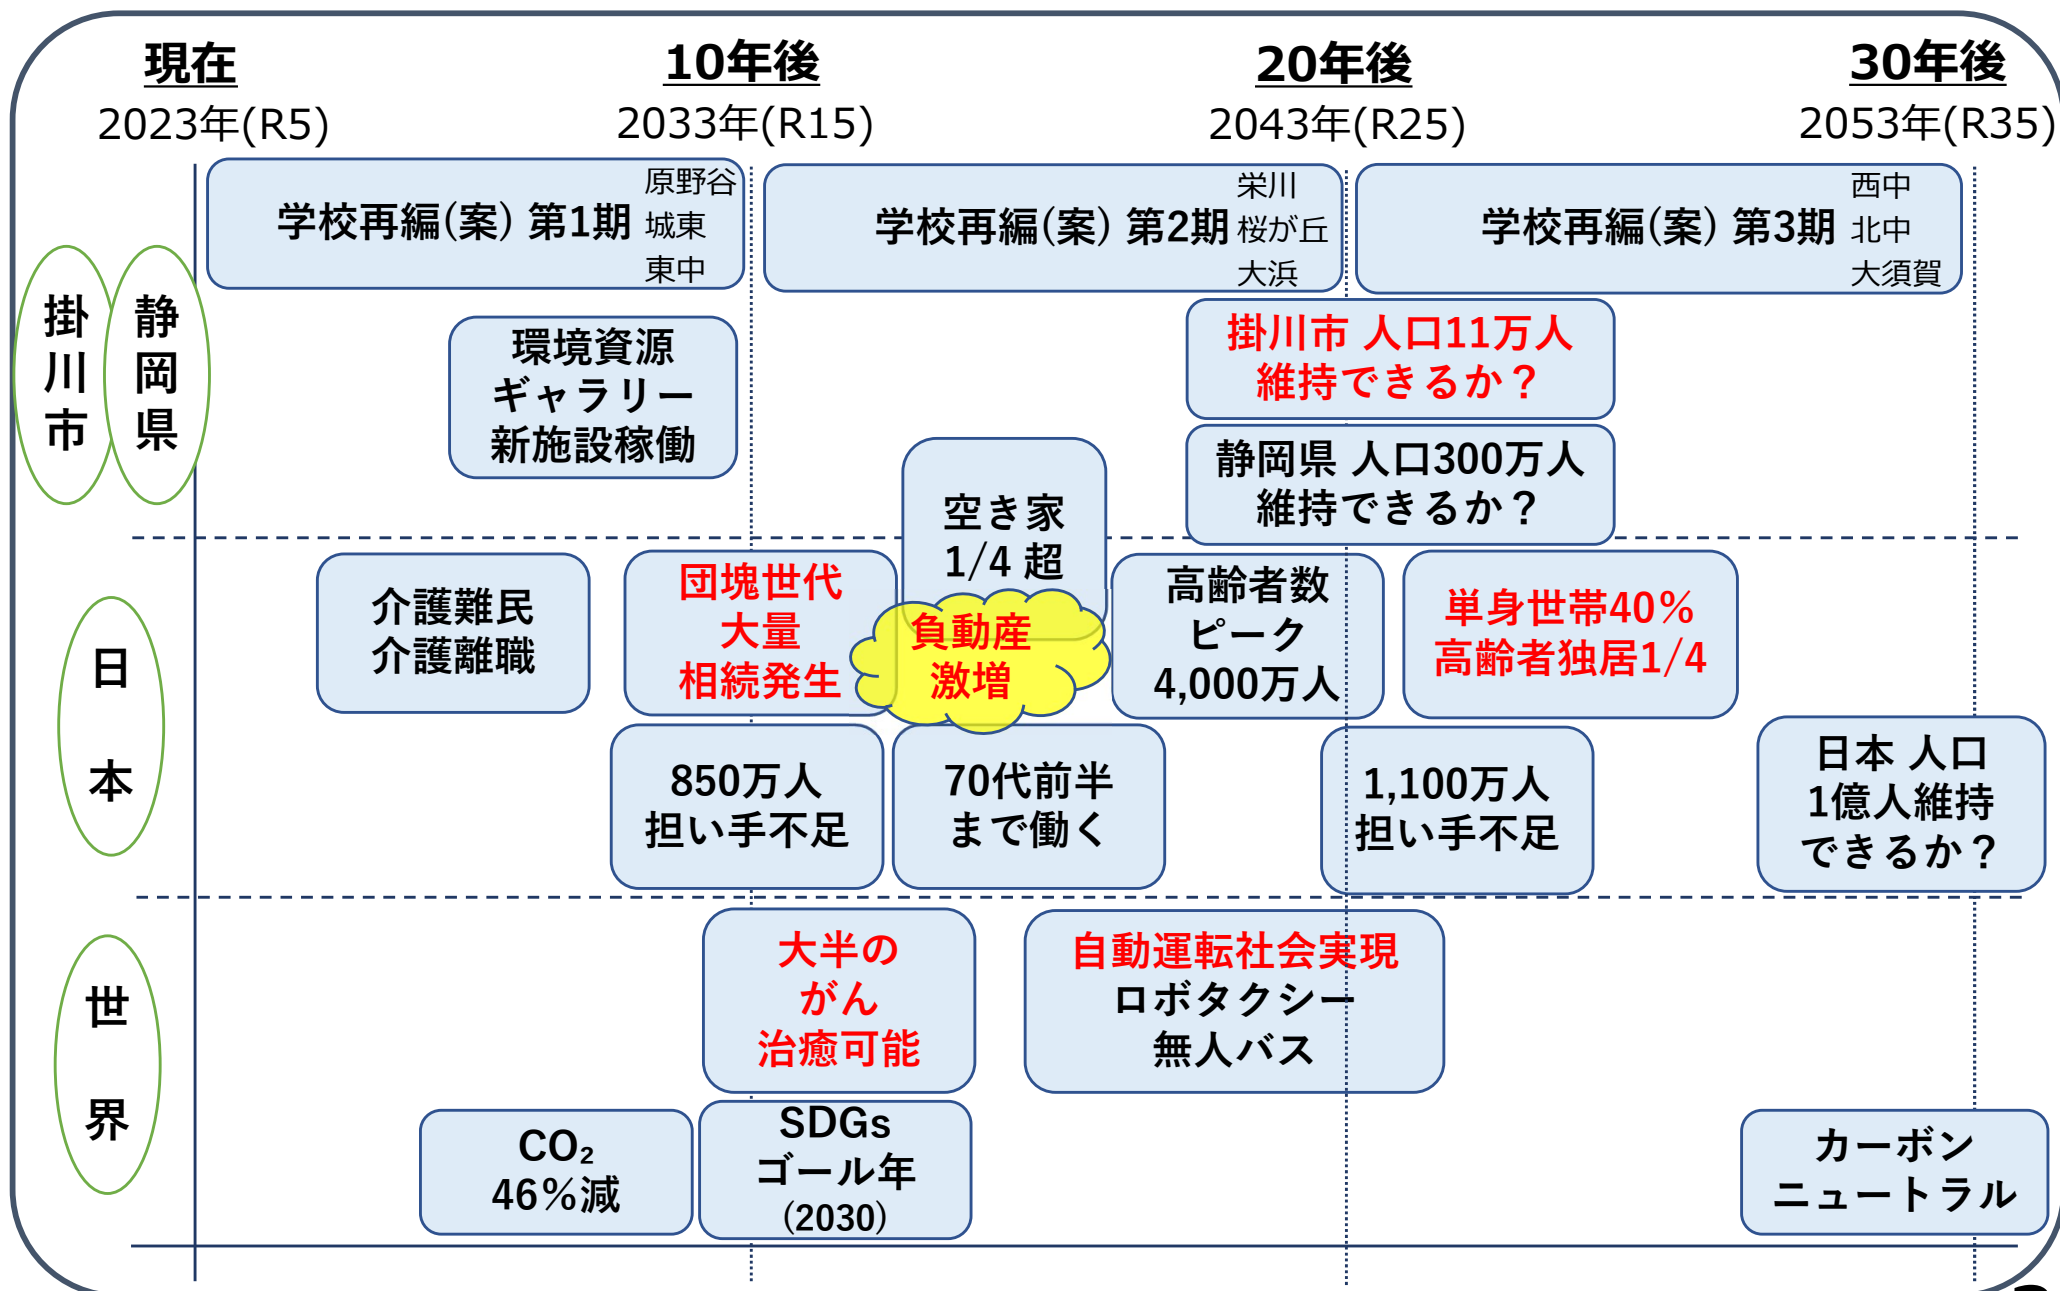 現在
2023年(R5)
10年後
2033年(R15)
20年後
2043年(R25)
30年後
2053年(R35)
掛川市
静岡県
学校再編(案) 第1期
原野谷
城東
東中
学校再編(案) 第2期
栄川
桜が丘
大浜
学校再編(案) 第3期
西中
北中
大須賀
環境資源
ギャラリー
新施設稼働
掛川市 人口11万人
維持できるか？
静岡県 人口300万人
維持できるか？
空き家
1/4 超
日本
介護難民
介護離職
団塊世代
大量
相続発生
負動産
激増
高齢者数
ピーク
4,000万人
単身世帯40%
高齢者独居1/4
850万人
担い手不足
70代前半
まで働く
1,100万人
担い手不足
日本 人口
1億人維持
できるか？
世界
大半の
がん
治癒可能
自動運転社会実現
ロボタクシー
無人バス
CO₂
46%減
SDGs
ゴール年
(2030)
カーボン
ニュートラル